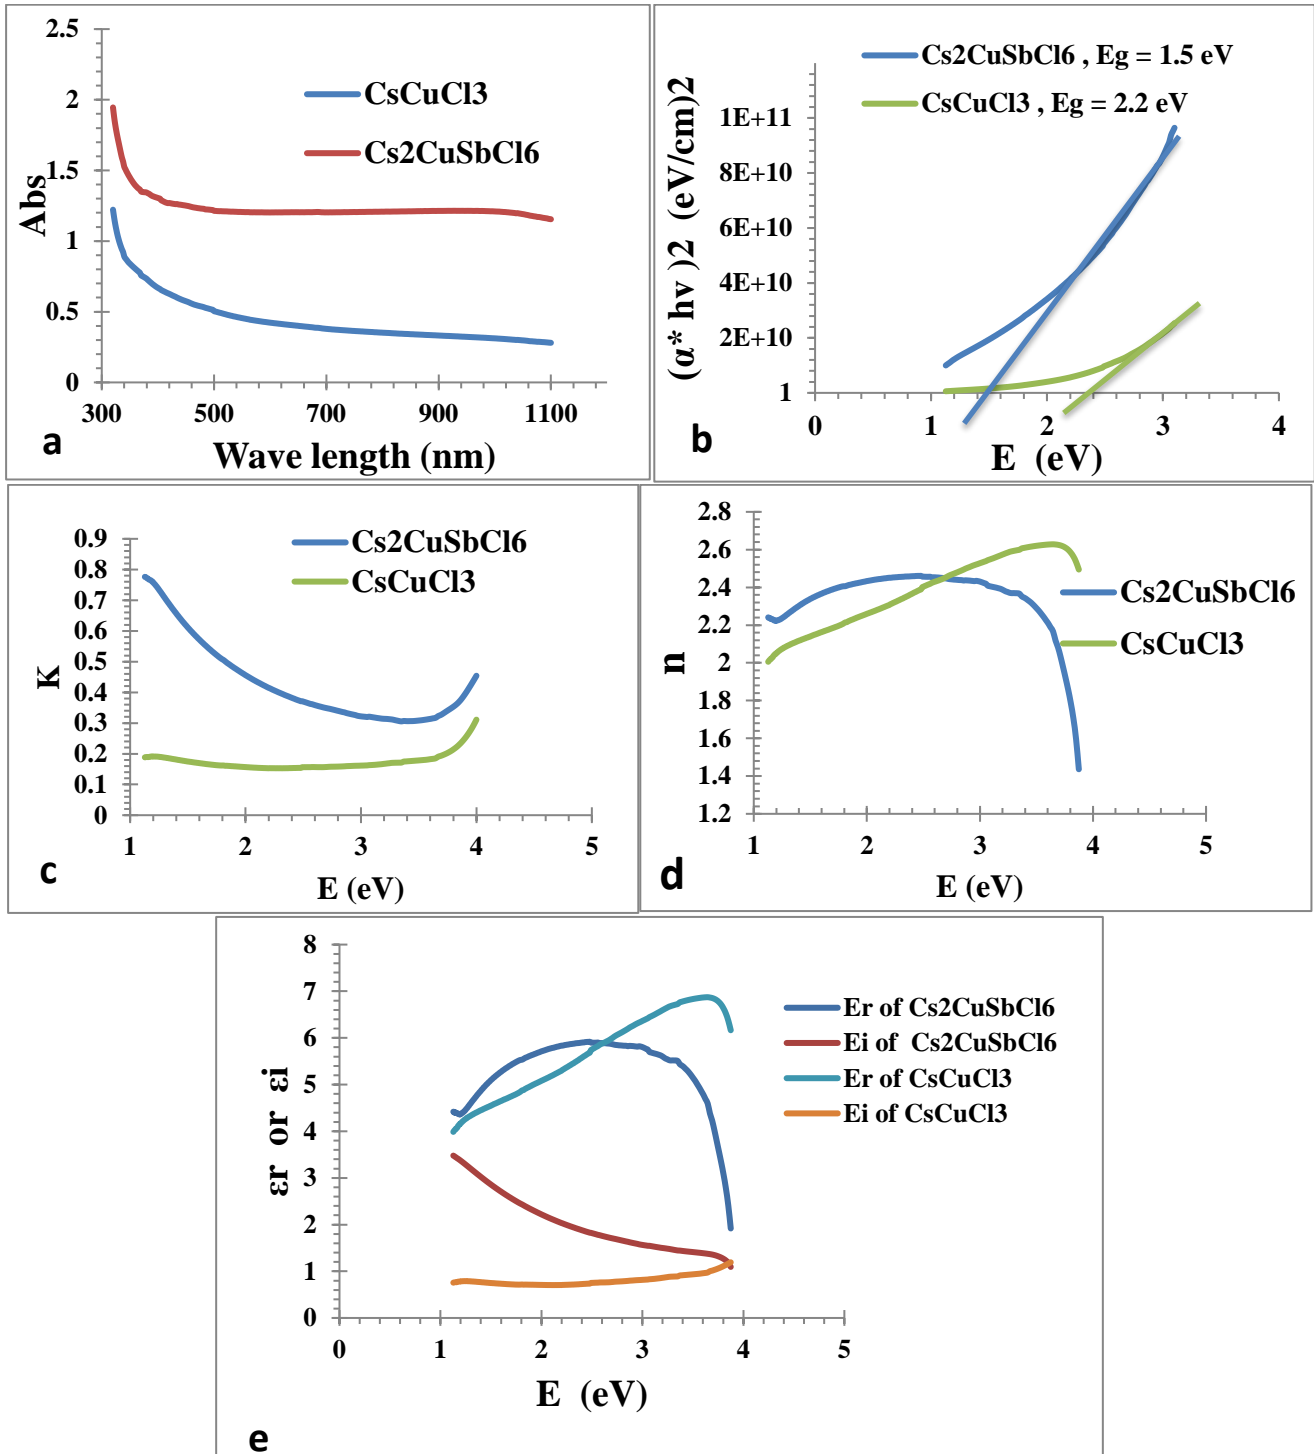 2.5
2
1.5
1
0.5
0
300 500 700 900 1100
Abs
Wave length (nm)
CsCuCl3
Cs2CuSbCl6
a
Cs2CuSbCl6 , Eg = 1.5 eV
CsCuCl3 , Eg = 2.2 eV
1E+11
8E+10
6E+10
4E+10
2E+10
1
0 1 2 3 4
(α* hv )2 (eV/cm)2
E (eV)
b
Cs2CuSbCl6
CsCuCl3
0.9
0.8
0.7
0.6
0.5
0.4
0.3
0.2
0.1
0
1 2 3 4 5
K
E (eV)
c
2.8
2.6
2.4
2.2
2
1.8
1.6
1.4
1.2
1 2 3 4 5
n
E (eV)
Cs2CuSbCl6
CsCuCl3
d
8
7
6
5
4
3
2
1
0
0 1 2 3 4 5
εr or εi
E (eV)
Er of Cs2CuSbCl6
Ei of Cs2CuSbCl6
Er of CsCuCl3
Ei of CsCuCl3
e